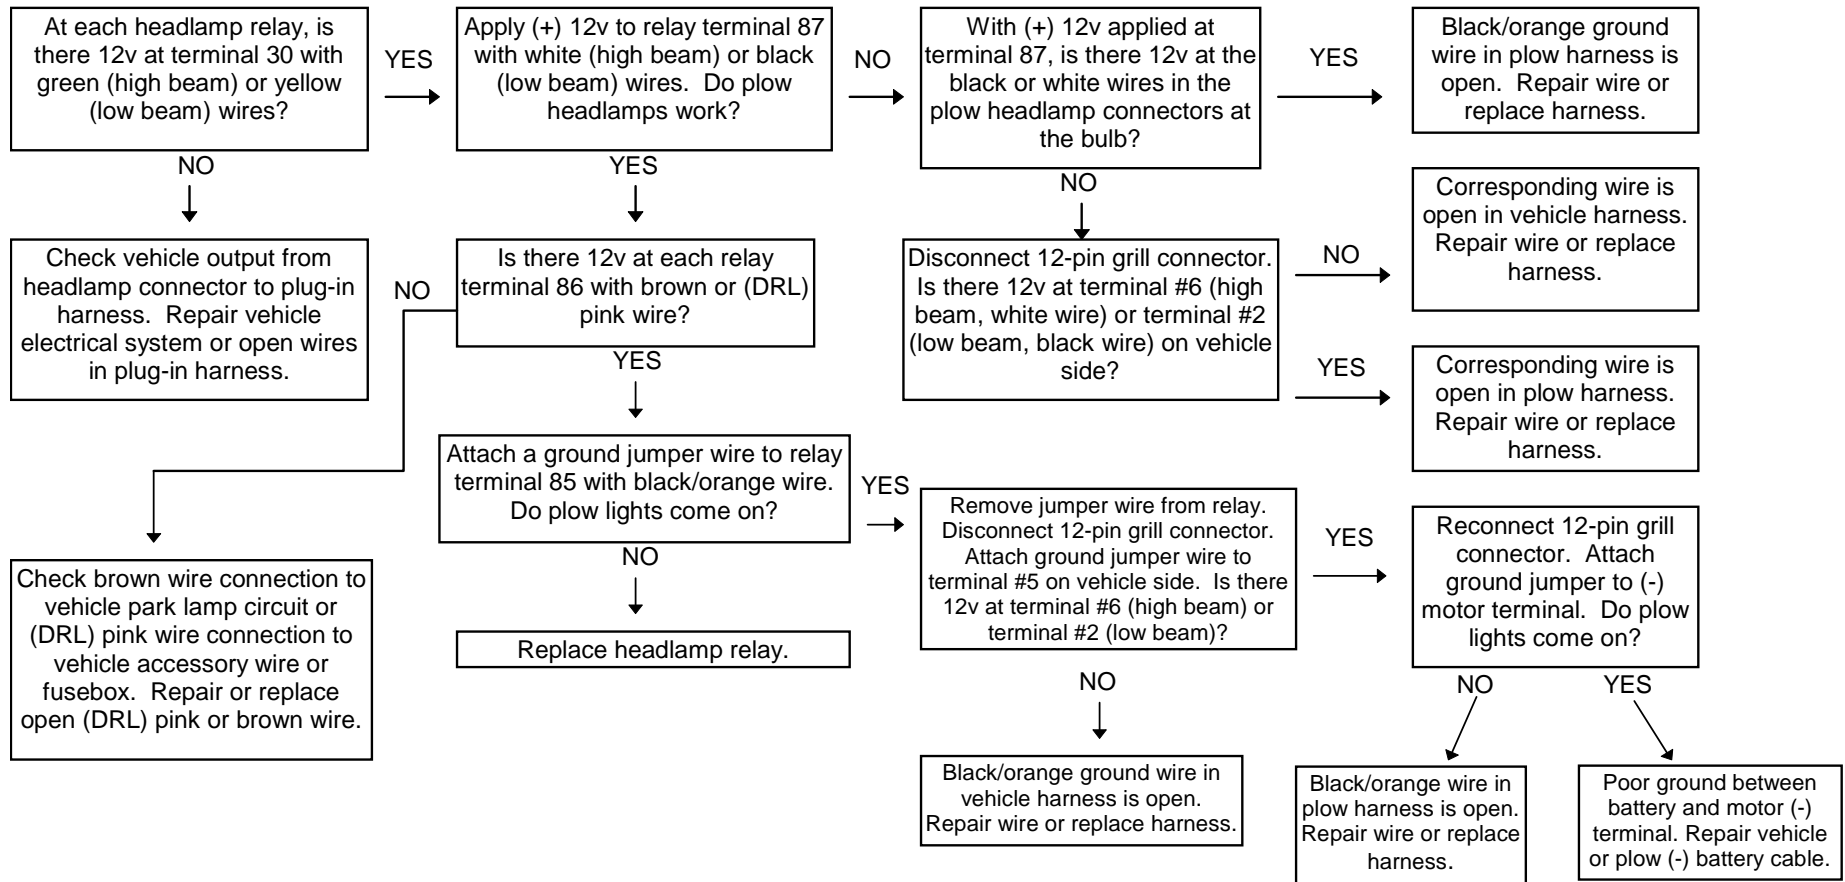 At each headlamp relay, is
there 12v at terminal 30 with
green (high beam) or yellow
(low beam) wires?
YES
Apply (+) 12v to relay terminal 87
with white (high beam) or black
(low beam) wires.  Do plow
headlamps work?
NO
With (+) 12v applied at
terminal 87, is there 12v at the
black or white wires in the
plow headlamp connectors at
the bulb?
YES
Black/orange ground
wire in plow harness is
open.  Repair wire or
replace harness.
NO
YES
NO
Corresponding wire is
open in vehicle harness.
Repair wire or replace
harness.
Check vehicle output from
headlamp connector to plug-in
harness.  Repair vehicle
electrical system or open wires
in plug-in harness.
NO
Is there 12v at each relay
terminal 86 with brown or (DRL)
pink wire?
Disconnect 12-pin grill connector.
Is there 12v at terminal #6 (high
beam, white wire) or terminal #2
(low beam, black wire) on vehicle
side?
NO
YES
YES
Corresponding wire is
open in plow harness.
Repair wire or replace
harness.
Attach a ground jumper wire to relay
terminal 85 with black/orange wire.
Do plow lights come on?
YES
Remove jumper wire from relay.
Disconnect 12-pin grill connector.
Attach ground jumper wire to
terminal #5 on vehicle side.  Is there
12v at terminal #6 (high beam) or
terminal #2 (low beam)?
YES
Reconnect 12-pin grill
connector.  Attach
ground jumper to (-)
motor terminal.  Do plow
lights come on?
NO
Check brown wire connection to
vehicle park lamp circuit or
(DRL) pink wire connection to
vehicle accessory wire or
fusebox.  Repair or replace
open (DRL) pink or brown wire.
Replace headlamp relay.
NO
NO
YES
Black/orange ground wire in
vehicle harness is open.
Repair wire or replace harness.
Black/orange wire in
plow harness is open.
Repair wire or replace
harness.
Poor ground between
battery and motor (-)
terminal. Repair vehicle
or plow (-) battery cable.